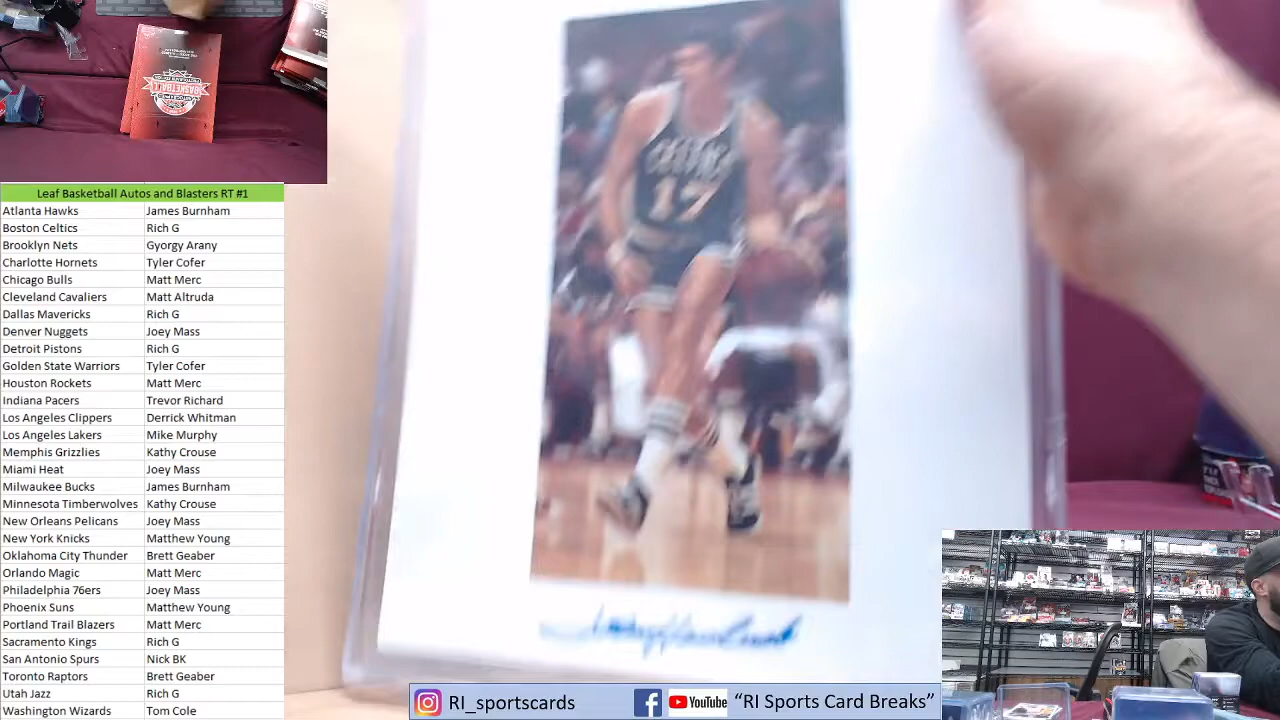 BASKETBALL
CELTICS
17
Leaf Basketball Autos and Blasters RT #1
Atlanta Hawks James Burnham
Boston Celtics Rich G
Brooklyn Nets Gyorgy Arany
Charlotte Hornets Tyler Cofer
Chicago Bulls Matt Merc
Cleveland Cavaliers Matt Altruda
Dallas Mavericks Rich G
Denver Nuggets Joey Mass
Detroit Pistons Rich G
Golden State Warriors Tyler Cofer
Houston Rockets Matt Merc
Indiana Pacers Trevor Richard
Los Angeles Clippers Derrick Whitman
Los Angeles Lakers Mike Murphy
Memphis Grizzlies Kathy Crouse
Miami Heat Joey Mass
Milwaukee Bucks James Burnham
Minnesota Timberwolves Kathy Crouse
New Orleans Pelicans Joey Mass
New York Knicks Matthew Young
Oklahoma City Thunder Brett Geaber
Orlando Magic Matt Merc
Philadelphia 76ers Joey Mass
Phoenix Suns Matthew Young
Portland Trail Blazers Matt Merc
Sacramento Kings Rich G
San Antonio Spurs Nick BK
Toronto Raptors Brett Geaber
Utah Jazz Rich G
Washington Wizards Tom Cole
RI_sportscards YouTube “RI Sports Card Breaks”